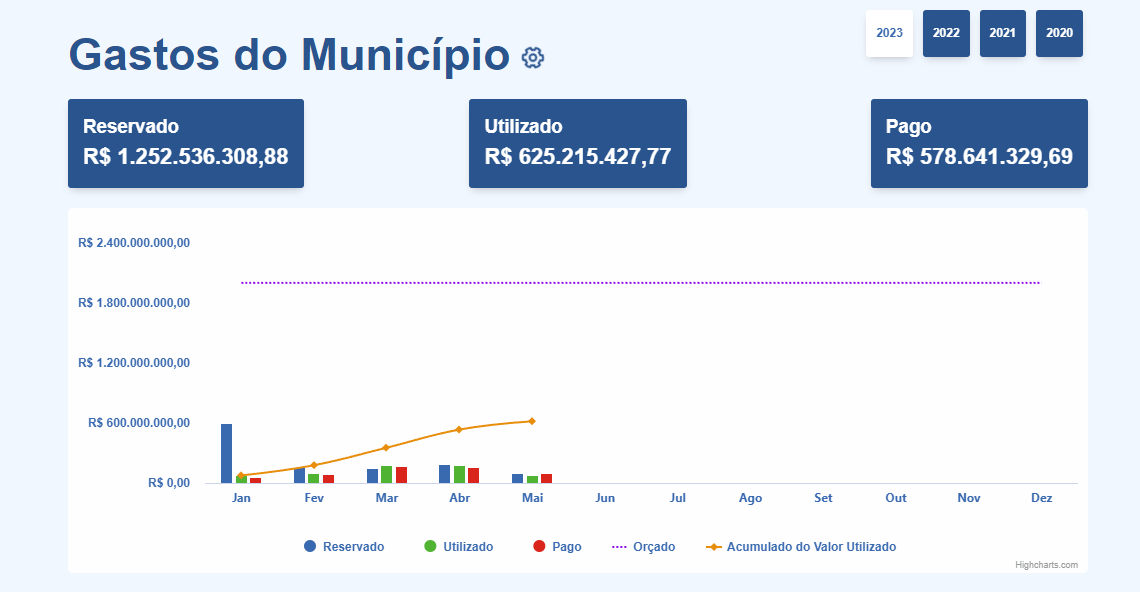 Gastos do Município
2023 2022 2021 2020
Reservado
R$ 1.252.536.308,88
Utilizado
R$ 625.215.427,77
Pago
R$ 578.641.329,69
R$ 2.400.000.000,00
R$ 1.800.000.000,00
R$ 1.200.000.000,00
R$ 600.000.000,00
R$ 0,00
Jan Fev Mar Abr Mai Jun Jul Ago Set Out Nov Dez
Reservado Utilizado Pago Orçado Acumulado do Valor Utilizado
Highcharts.com